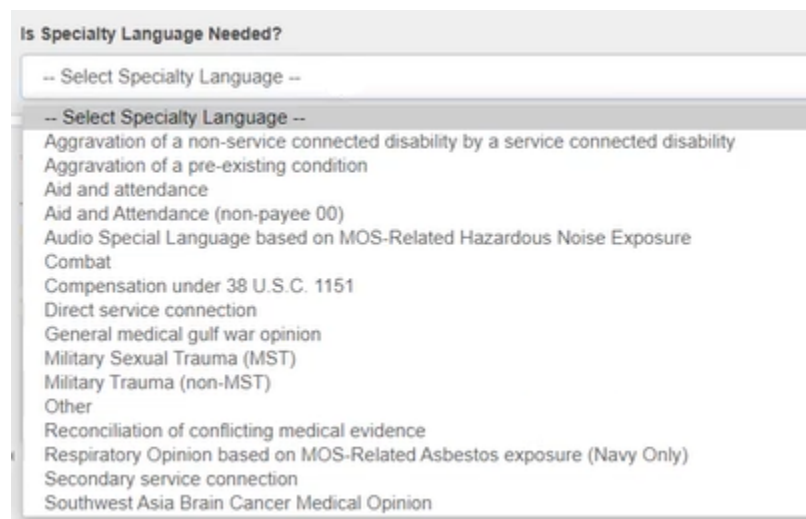 Is Specialty Language Needed?
-- Select Specialty Language --
-- Select Specialty Language --
Aggravation of a non-service connected disability by a service connected disability
Aggravation of a pre-existing condition
Aid and attendance
Aid and Attendance (non-payee 00)
Audio Special Language based on MOS-Related Hazardous Noise Exposure
Combat
Compensation under 38 U.S.C. 1151
Direct service connection
General medical gulf war opinion
Military Sexual Trauma (MST)
Military Trauma (non-MST)
Other
Reconciliation of conflicting medical evidence
Respiratory Opinion based on MOS-Related Asbestos exposure (Navy Only)
Secondary service connection
Southwest Asia Brain Cancer Medical Opinion